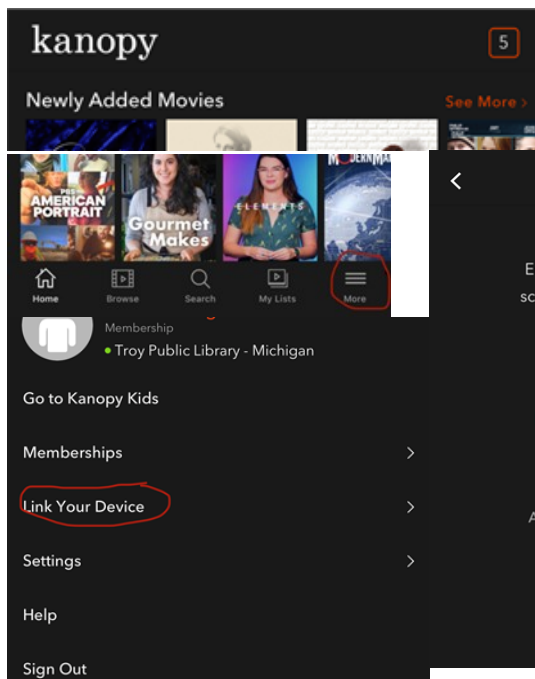 kanopy
5
Newly Added Movies
See More >
PBS
AMERICAN
PORTRAIT
Gourmet
Makes
ELEMENTS
Home
Browse
Search
My Lists
More
Membership
Troy Public Library - Michigan
Go to Kanopy Kids
Memberships
Link Your Device
Settings
Help
Sign Out